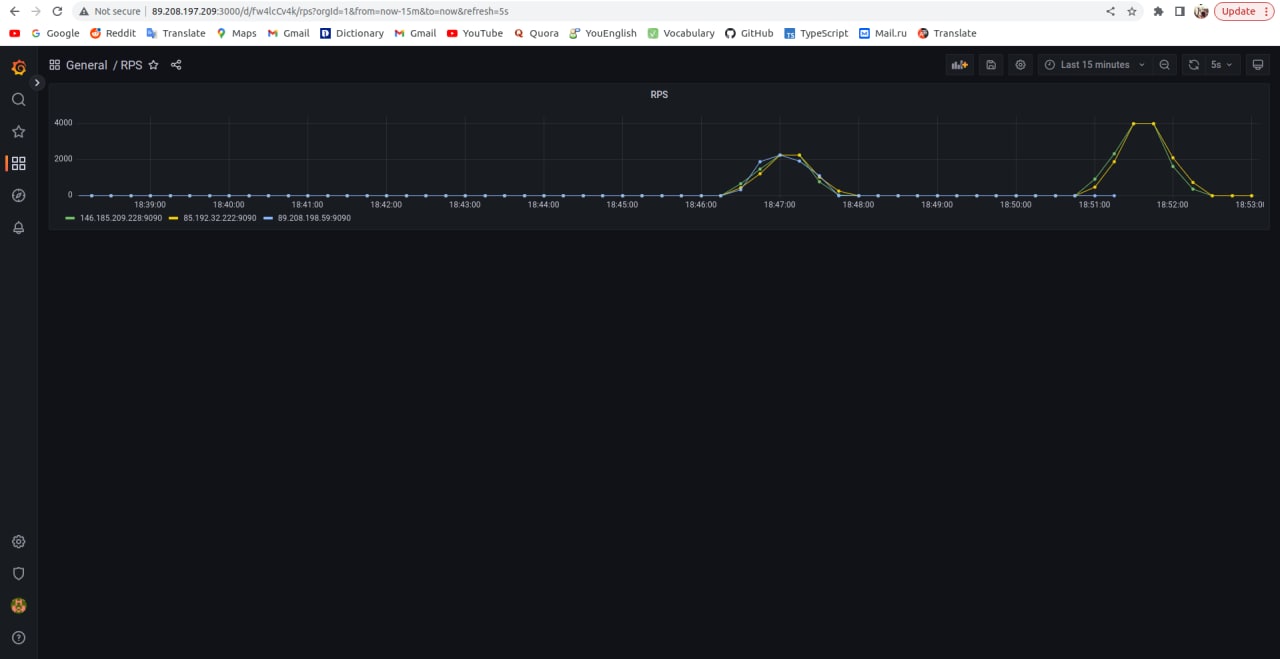 Not secure 89.208.197.209:3000/d/fw4lcCv4k/rps?orgId=1&from=now-15m&to=now&refresh=5s Update
Google Reddit Translate Maps Gmail Dictionary Gmail YouTube Quora YouEnglish Vocabulary GitHub TypeScript Mail.ru Translate
General / RPS Last 15 minutes 5s
RPS
4000
2000
0
18:39:00 18:40:00 18:41:00 18:42:00 18:43:00 18:44:00 18:45:00 18:46:00 18:47:00 18:48:00 18:49:00 18:50:00 18:51:00 18:52:00 18:53:0
146.185.209.228:9090 85.192.32.222:9090 89.208.198.59:9090